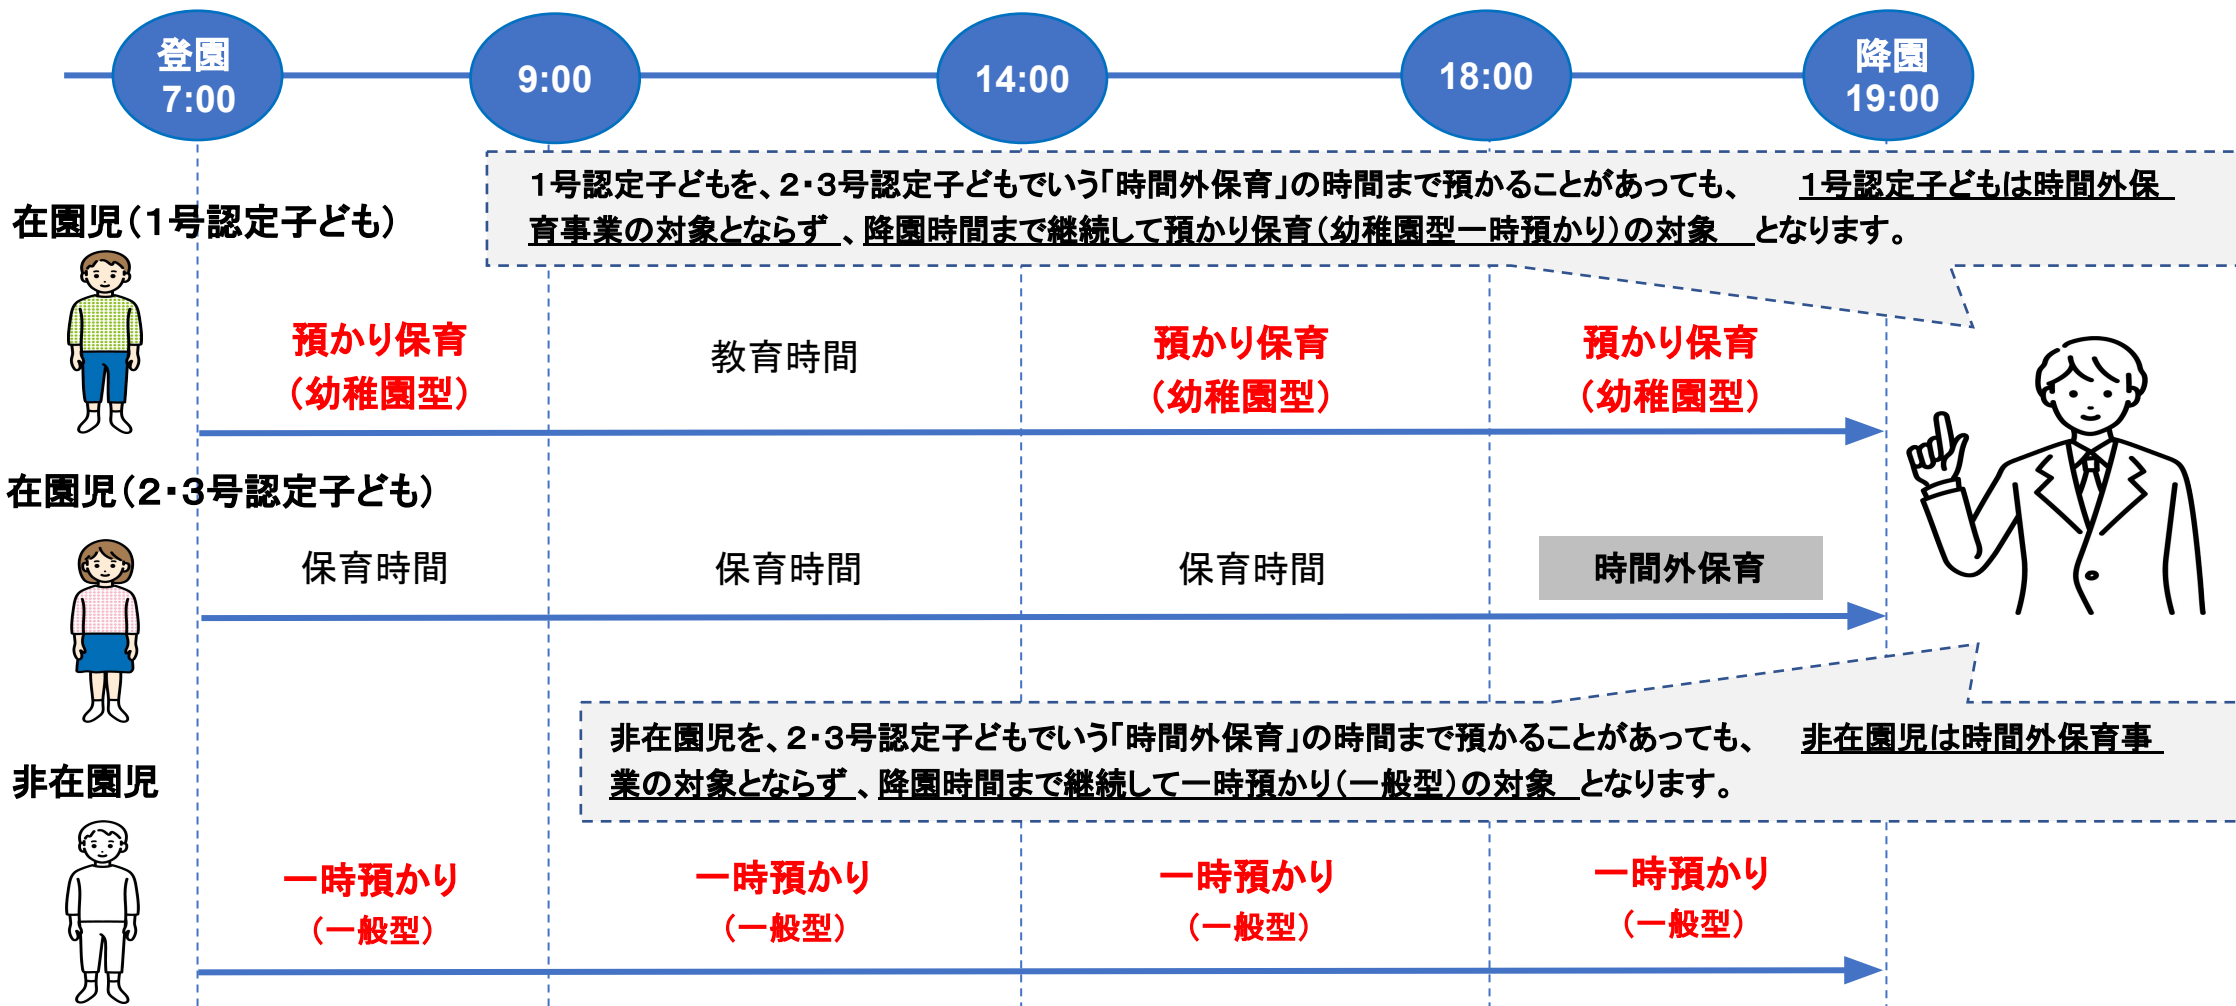 登園
7:00
9:00
14:00
18:00
降園
19:00
1号認定子どもを、2・3号認定子どもでいう「時間外保育」の時間まで預かることがあっても、 1号認定子どもは時間外保
育事業の対象とならず 、降園時間まで継続して預かり保育(幼稚園型一時預かり)の対象 となります。
在園児(1号認定子ども)
預かり保育
(幼稚園型)
教育時間
預かり保育
(幼稚園型)
預かり保育
(幼稚園型)
在園児(2・3号認定子ども)
保育時間
保育時間
保育時間
時間外保育
非在園児を、2・3号認定子どもでいう「時間外保育」の時間まで預かることがあっても、 非在園児は時間外保育事
業の対象とならず 、降園時間まで継続して一時預かり(一般型)の対象 となります。
非在園児
一時預かり
(一般型)
一時預かり
(一般型)
一時預かり
(一般型)
一時預かり
(一般型)